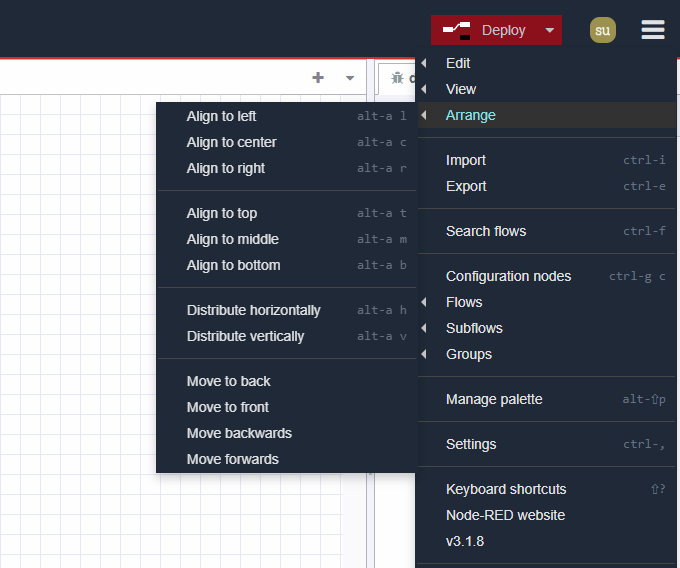 Deploy
su
d
Edit
View
Arrange
Align to left alt-a l
Align to center alt-a c
Align to right alt-a r
Align to top alt-a t
Align to middle alt-a m
Align to bottom alt-a b
Distribute horizontally alt-a h
Distribute vertically alt-a v
Move to back
Move to front
Move backwards
Move forwards
Import ctrl-i
Export ctrl-e
Search flows ctrl-f
Configuration nodes ctrl-g c
Flows
Subflows
Groups
Manage palette alt-⇧p
Settings ctrl-,
Keyboard shortcuts ⇧?
Node-RED website
v3.1.8